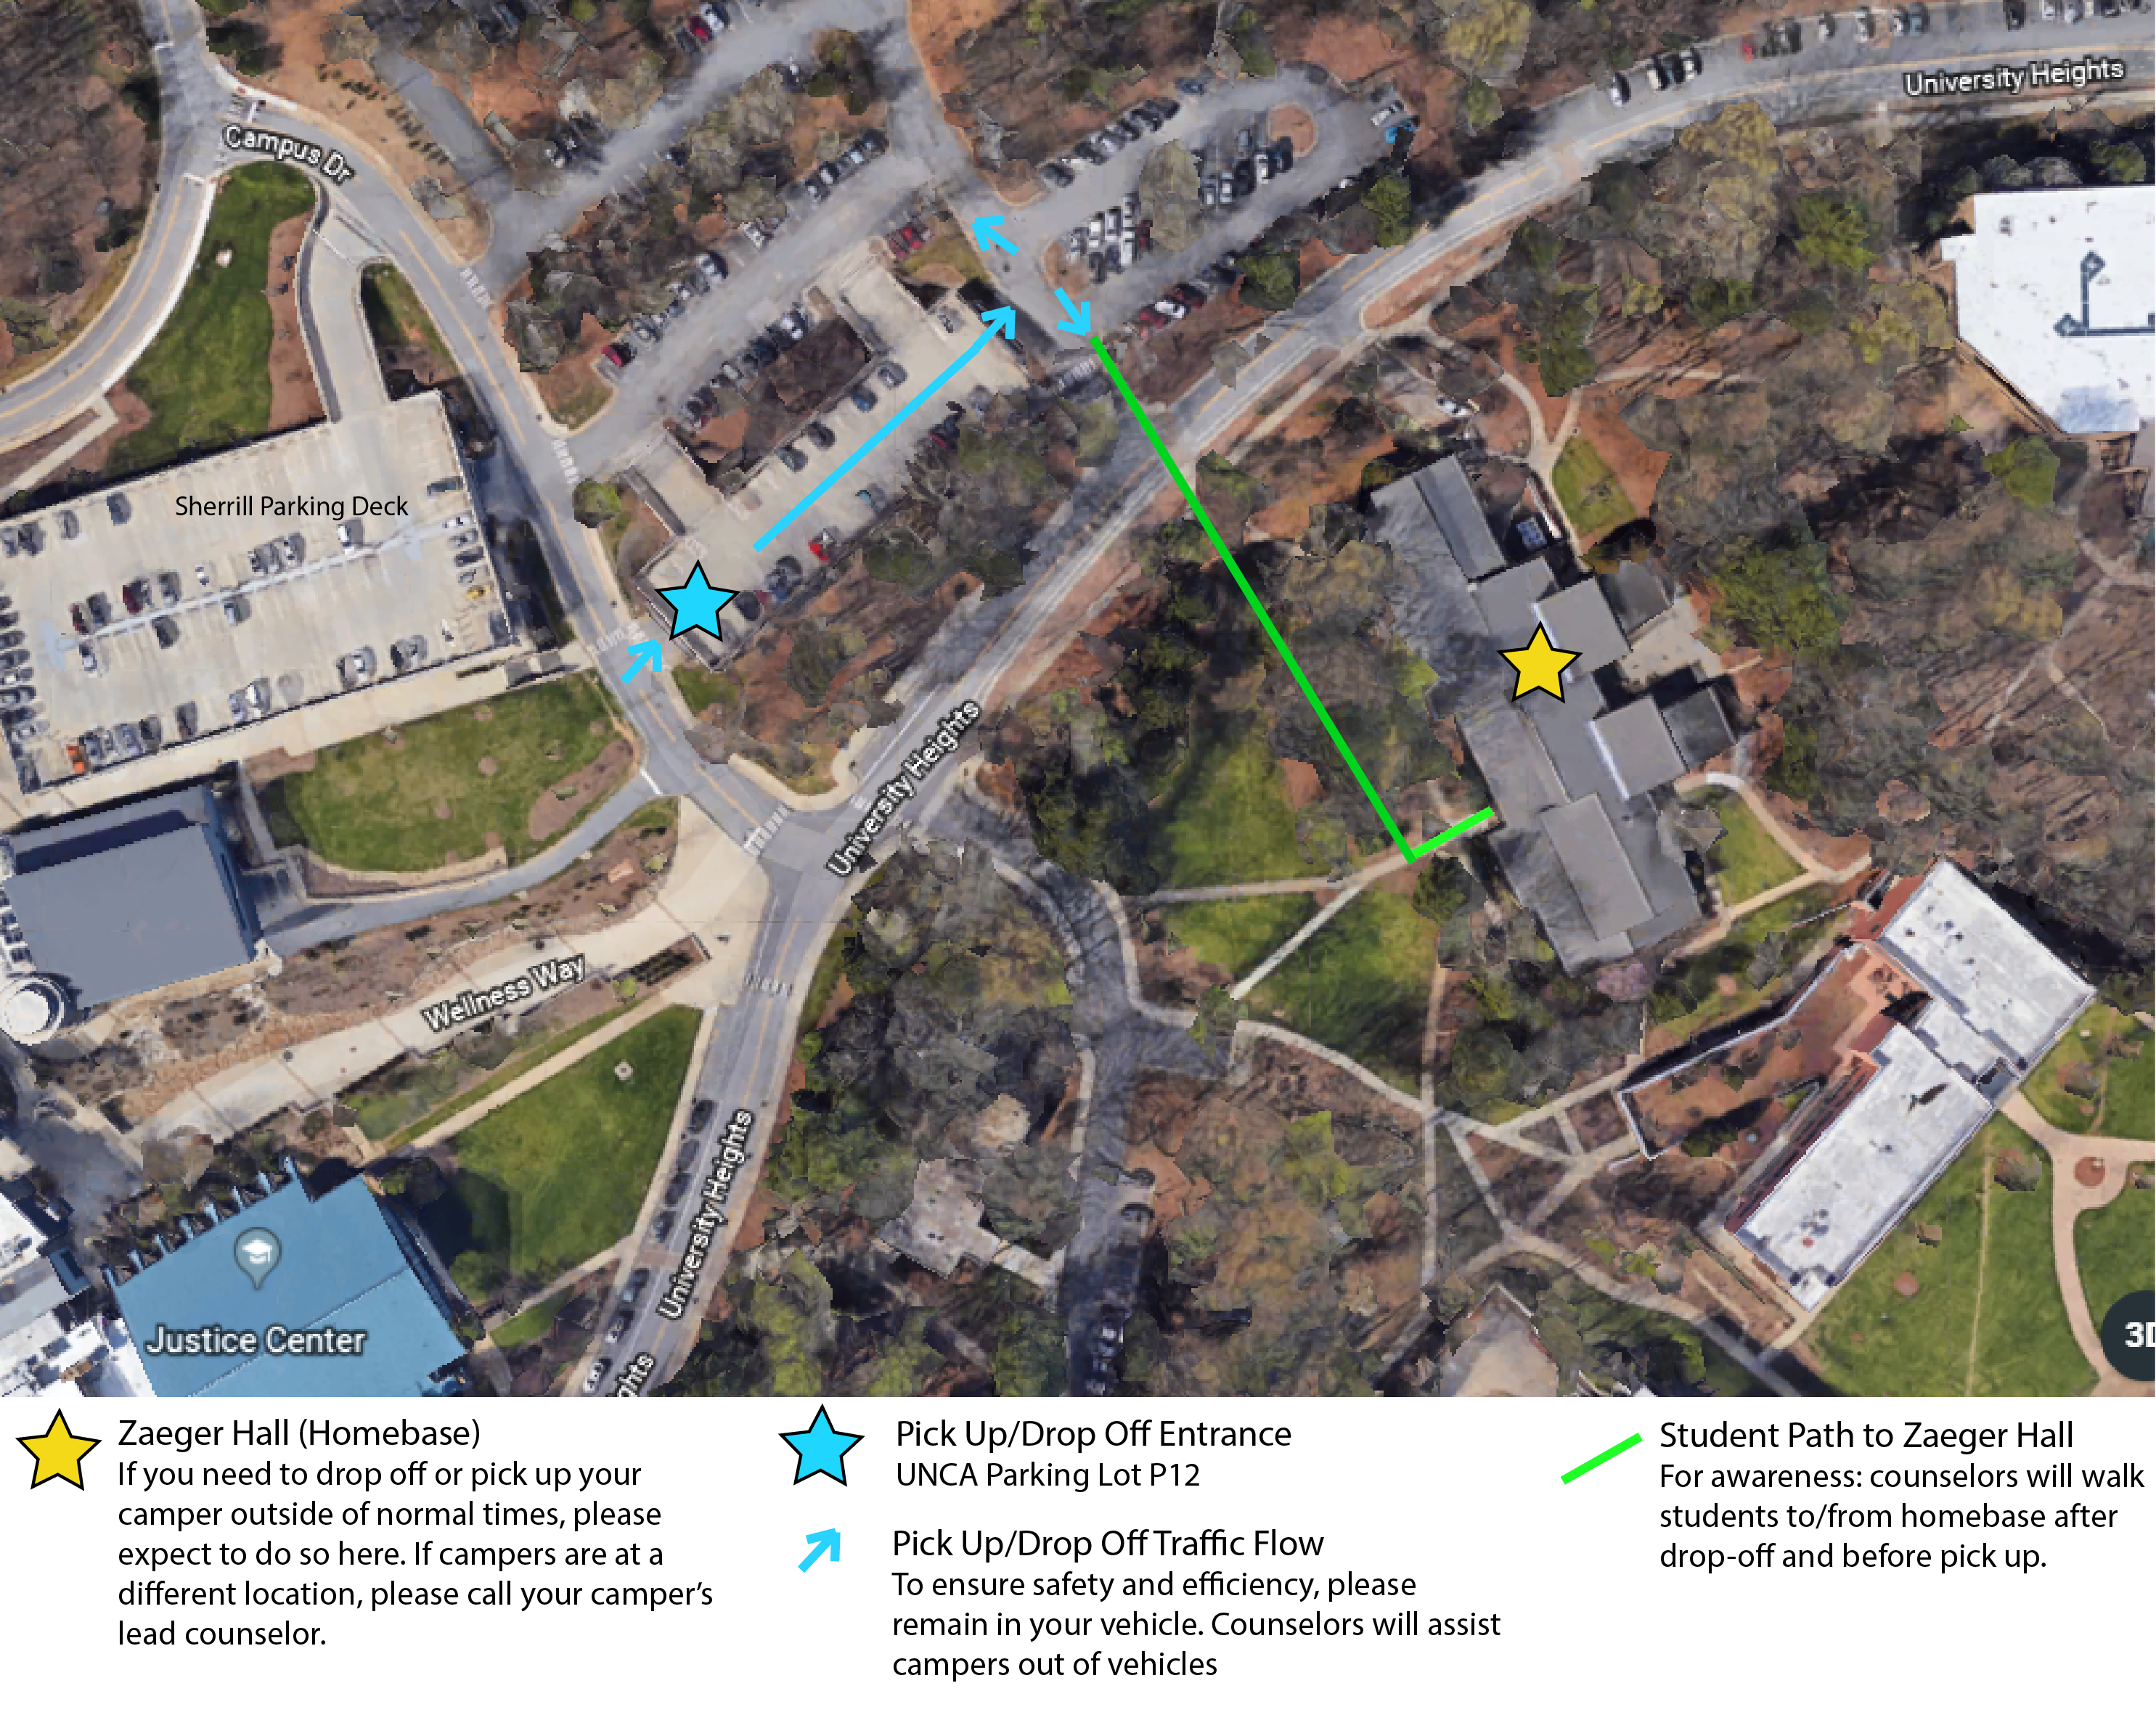 University Heights
Campus Dr
Sherrill Parking Deck
University Heights
Wellness Way
University Heights
Justice Center
ghts
3D
Zaeger Hall (Homebase)
If you need to drop off or pick up your
camper outside of normal times, please
expect to do so here. If campers are at a
different location, please call your camper’s
lead counselor.
Pick Up/Drop Off Entrance
UNCA Parking Lot P12
Pick Up/Drop Off Traffic Flow
To ensure safety and efficiency, please
remain in your vehicle. Counselors will assist
campers out of vehicles
Student Path to Zaeger Hall
For awareness: counselors will walk
students to/from homebase after
drop-off and before pick up.